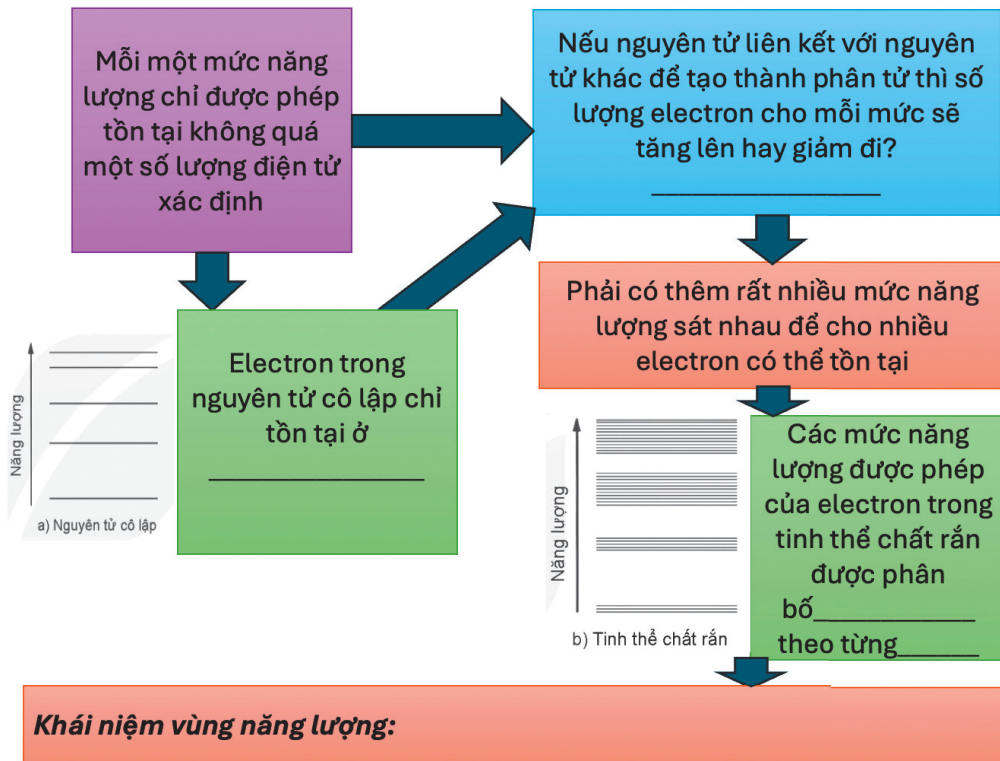 Mỗi một mức năng
lượng chỉ được phép
tồn tại không quá
một số lượng điện tử
xác định
Nếu nguyên tử liên kết với nguyên
tử khác để tạo thành phân tử thì số
lượng electron cho mỗi mức sẽ
tăng lên hay giảm đi?
_________________
Electron trong
nguyên tử cô lập chỉ
tồn tại ở
________________
Năng lượng
a) Nguyên tử cô lập
Phải có thêm rất nhiều mức năng
lượng sát nhau để cho nhiều
electron có thể tồn tại
Năng lượng
b) Tinh thể chất rắn
Các mức năng
lượng được phép
của electron trong
tinh thể chất rắn
được phân
bố____________
theo từng______
Khái niệm vùng năng lượng: